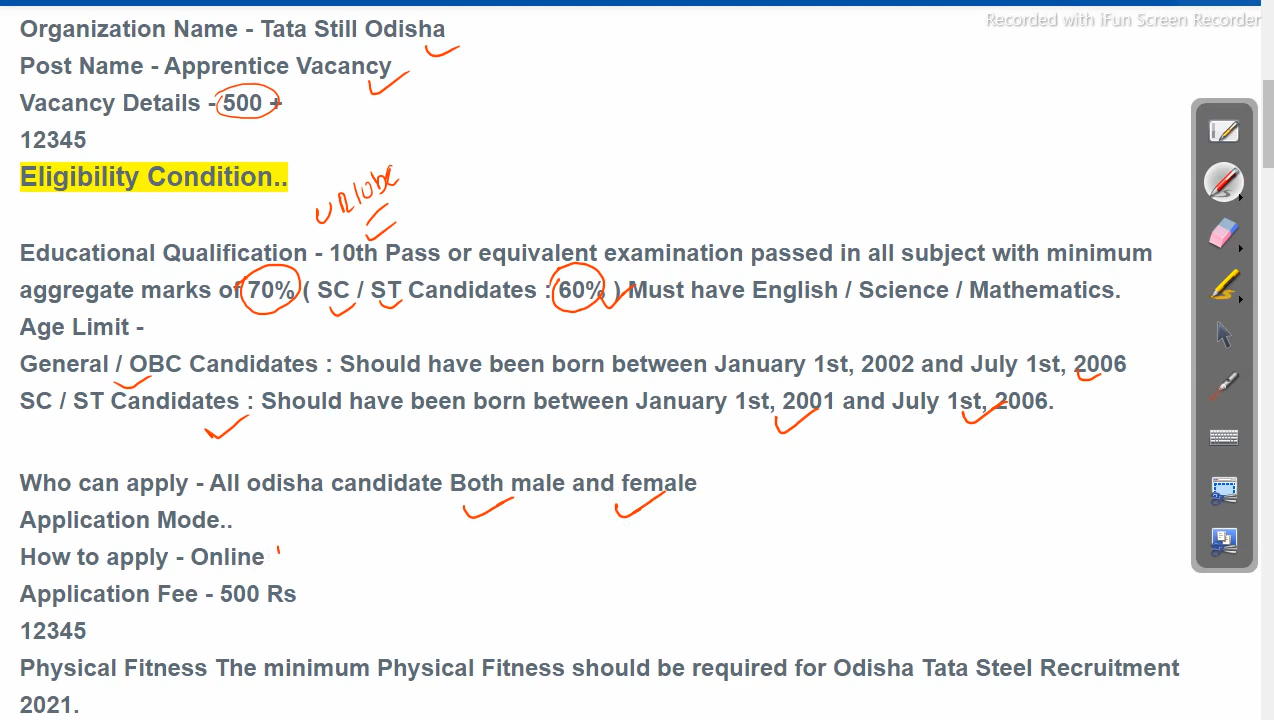 Recorded with iFun Screen Recorder
Organization Name - Tata Still Odisha
Post Name - Apprentice Vacancy
Vacancy Details - 500 +
12345
Eligibility Condition..
UR/OBC
Educational Qualification - 10th Pass or equivalent examination passed in all subject with minimum
aggregate marks of 70% ( SC / ST Candidates : 60% ) Must have English / Science / Mathematics.
Age Limit -
General / OBC Candidates : Should have been born between January 1st, 2002 and July 1st, 2006
SC / ST Candidates : Should have been born between January 1st, 2001 and July 1st, 2006.
Who can apply - All odisha candidate Both male and female
Application Mode..
How to apply - Online
Application Fee - 500 Rs
12345
Physical Fitness The minimum Physical Fitness should be required for Odisha Tata Steel Recruitment
2021.